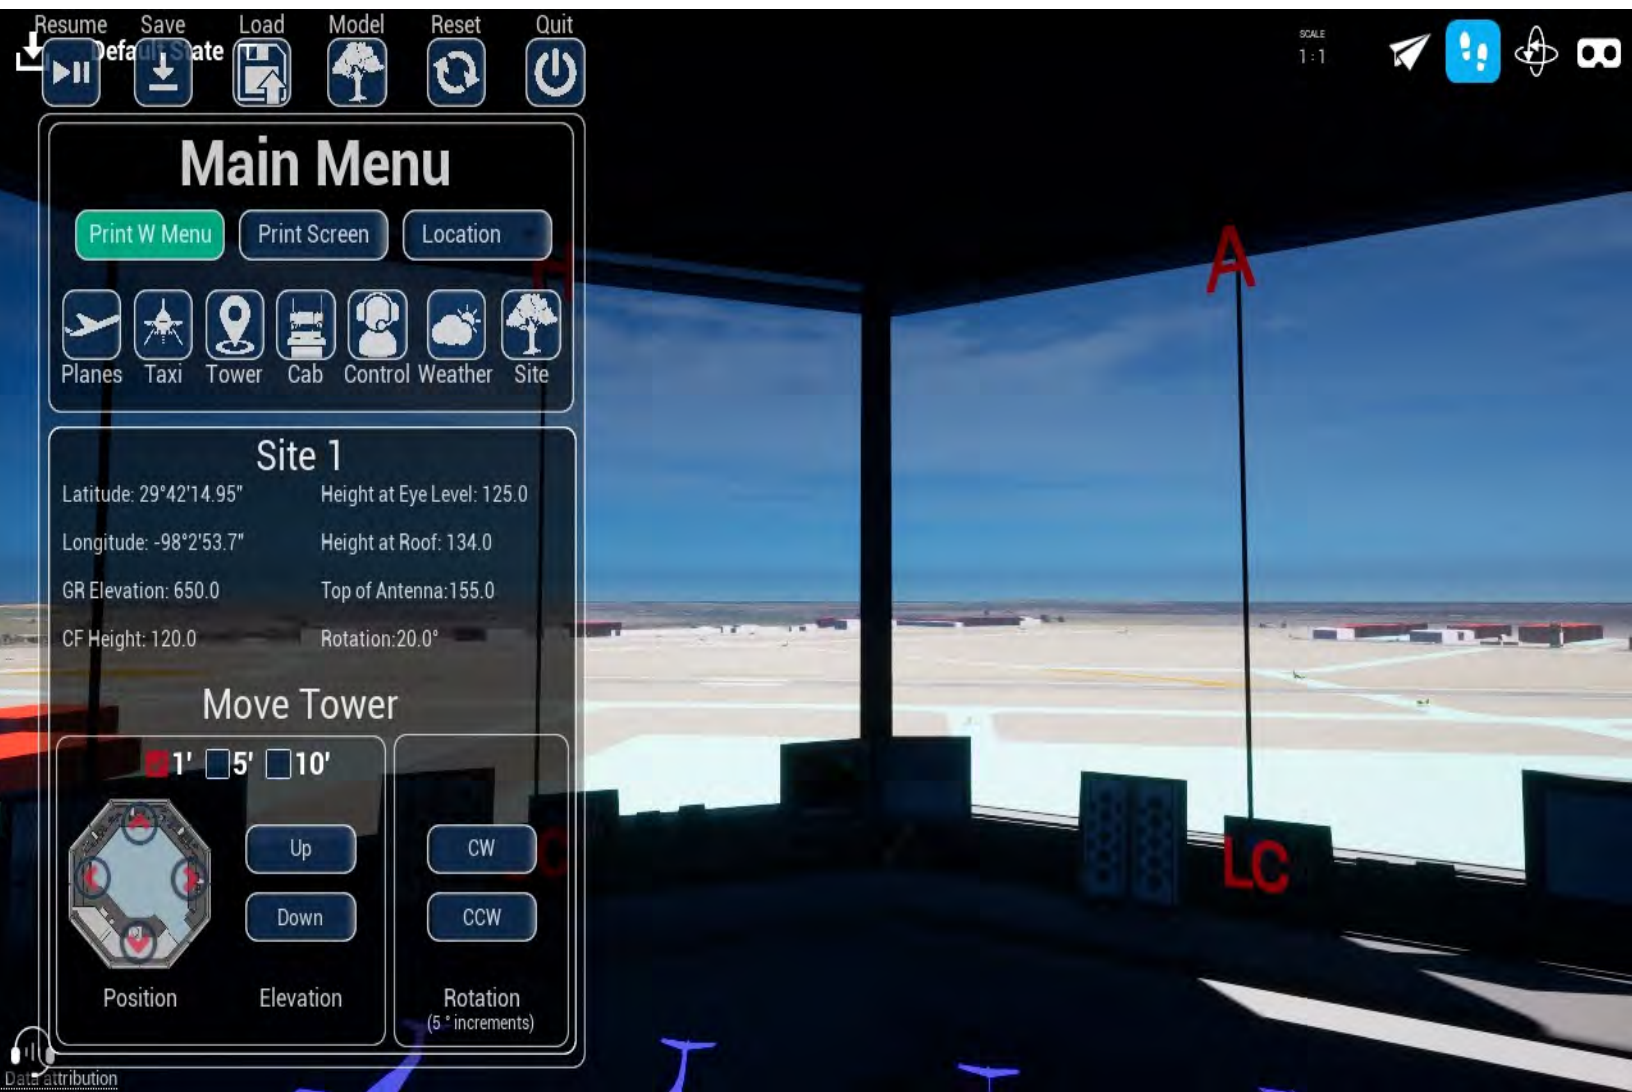 Resume Save Load Model Reset Quit
Default State
SCALE
1:1
Main Menu
Print W Menu Print Screen Location
H
A
Planes Taxi Tower Cab Control Weather Site
Site 1
Latitude: 29°42'14.95" Height at Eye Level: 125.0
Longitude: -98°2'53.7" Height at Roof: 134.0
GR Elevation: 650.0 Top of Antenna:155.0
CF Height: 120.0 Rotation:20.0°
Move Tower
1' 5' 10'
Up CW
LC
Down CCW
Position Elevation Rotation
(5 ° increments)
Data attribution